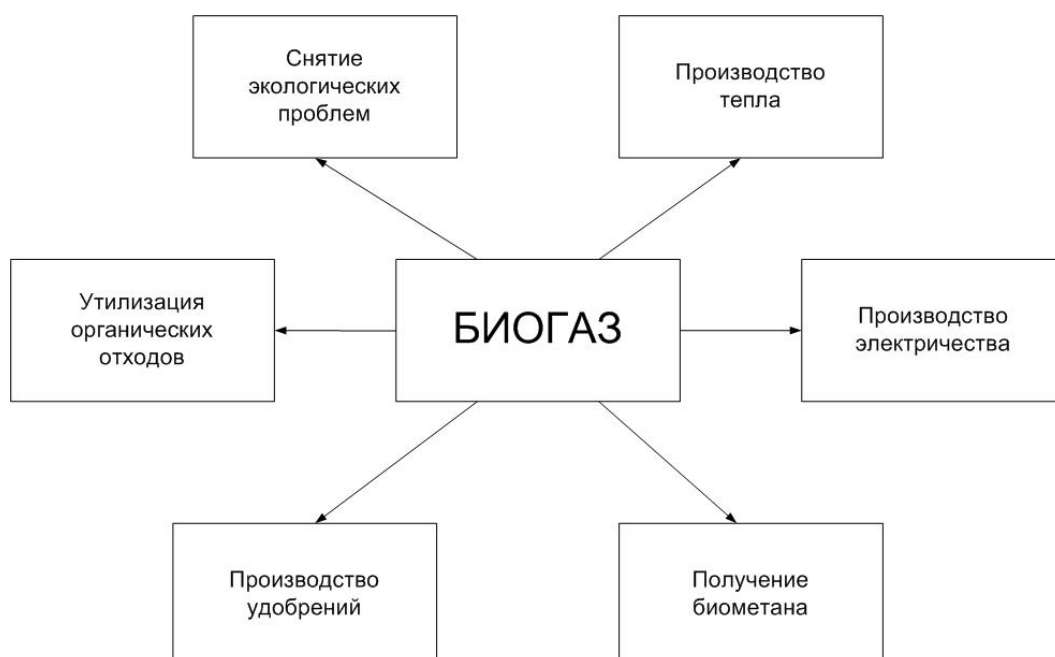 Снятие
экологических
проблем
Производство
тепла
Утилизация
органических
отходов
БИОГАЗ
Производство
электричества
Производство
удобрений
Получение
биометана